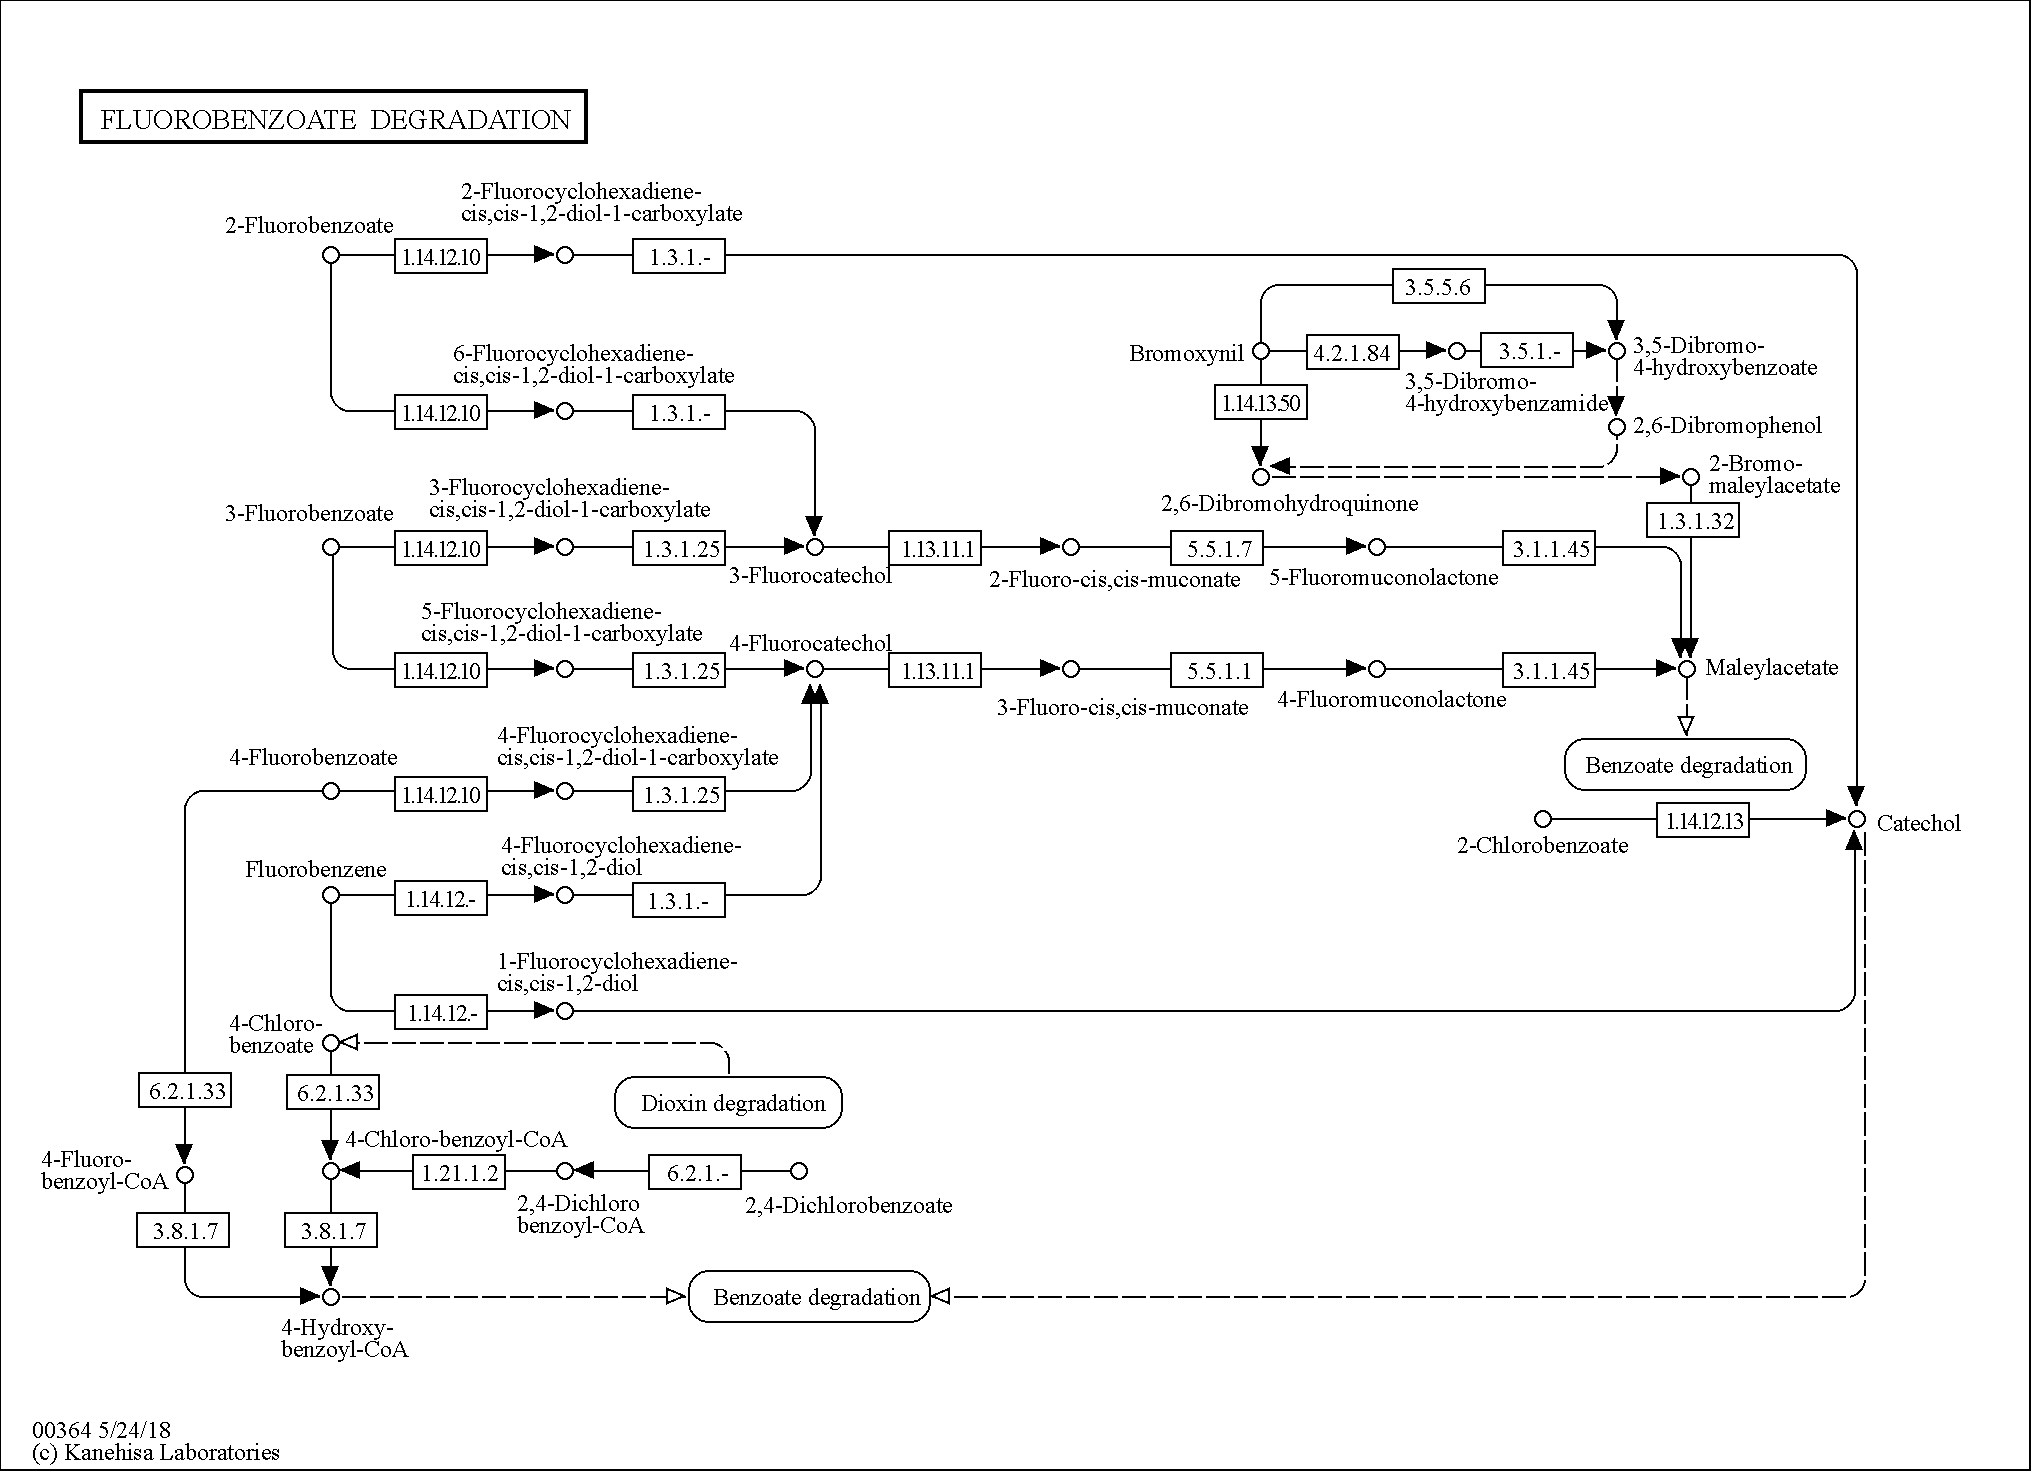 FLUOROBENZOATE DEGRADATION
2-Fluorocyclohexadiene-
cis,cis-1,2-diol-1-carboxylate
2-Fluorobenzoate
1.14.12.10
1.3.1.-
3.5.5.6
6-Fluorocyclohexadiene-
cis,cis-1,2-diol-1-carboxylate
1.14.12.10
1.3.1.-
Bromoxynil
4.2.1.84
3.5.1.-
3,5-Dibromo-
4-hydroxybenzoate
3,5-Dibromo-
4-hydroxybenzamide
1.14.13.50
2,6-Dibromophenol
2-Bromo-
maleylacetate
2,6-Dibromohydroquinone
1.3.1.32
3-Fluorocyclohexadiene-
cis,cis-1,2-diol-1-carboxylate
3-Fluorobenzoate
1.14.12.10
1.3.1.25
3-Fluorocatechol
1.13.11.1
2-Fluoro-cis,cis-muconate
5.5.1.7
5-Fluoromuconolactone
3.1.1.45
5-Fluorocyclohexadiene-
cis,cis-1,2-diol-1-carboxylate
4-Fluorocatechol
1.14.12.10
1.3.1.25
1.13.11.1
3-Fluoro-cis,cis-muconate
5.5.1.1
4-Fluoromuconolactone
3.1.1.45
Maleylacetate
Benzoate degradation
4-Fluorocyclohexadiene-
cis,cis-1,2-diol-1-carboxylate
4-Fluorobenzoate
1.14.12.10
1.3.1.25
1.14.12.13
2-Chlorobenzoate
Catechol
4-Fluorocyclohexadiene-
cis,cis-1,2-diol
Fluorobenzene
1.14.12.-
1.3.1.-
1-Fluorocyclohexadiene-
cis,cis-1,2-diol
1.14.12.-
4-Chloro-
benzoate
6.2.1.33
6.2.1.33
Dioxin degradation
4-Chloro-benzoyl-CoA
4-Fluoro-
benzoyl-CoA
1.21.1.2
6.2.1.-
2,4-Dichloro
benzoyl-CoA
2,4-Dichlorobenzoate
3.8.1.7
3.8.1.7
Benzoate degradation
4-Hydroxy-
benzoyl-CoA
00364 5/24/18
(c) Kanehisa Laboratories